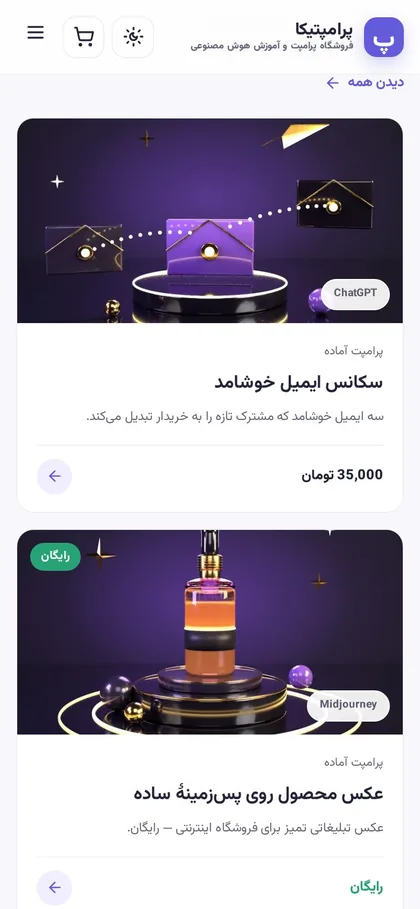 پ
پرامپتیکا
فروشگاه پرامپت و آموزش هوش مصنوعی
دیدن همه
ChatGPT
پرامپت آماده
سکانس ایمیل خوشامد
سه ایمیل خوشامد که مشترک تازه را به خریدار تبدیل می‌کند.
35,000 تومان
رایگان
Midjourney
پرامپت آماده
عکس محصول روی پس‌زمینهٔ ساده
عکس تبلیغاتی تمیز برای فروشگاه اینترنتی — رایگان.
رایگان